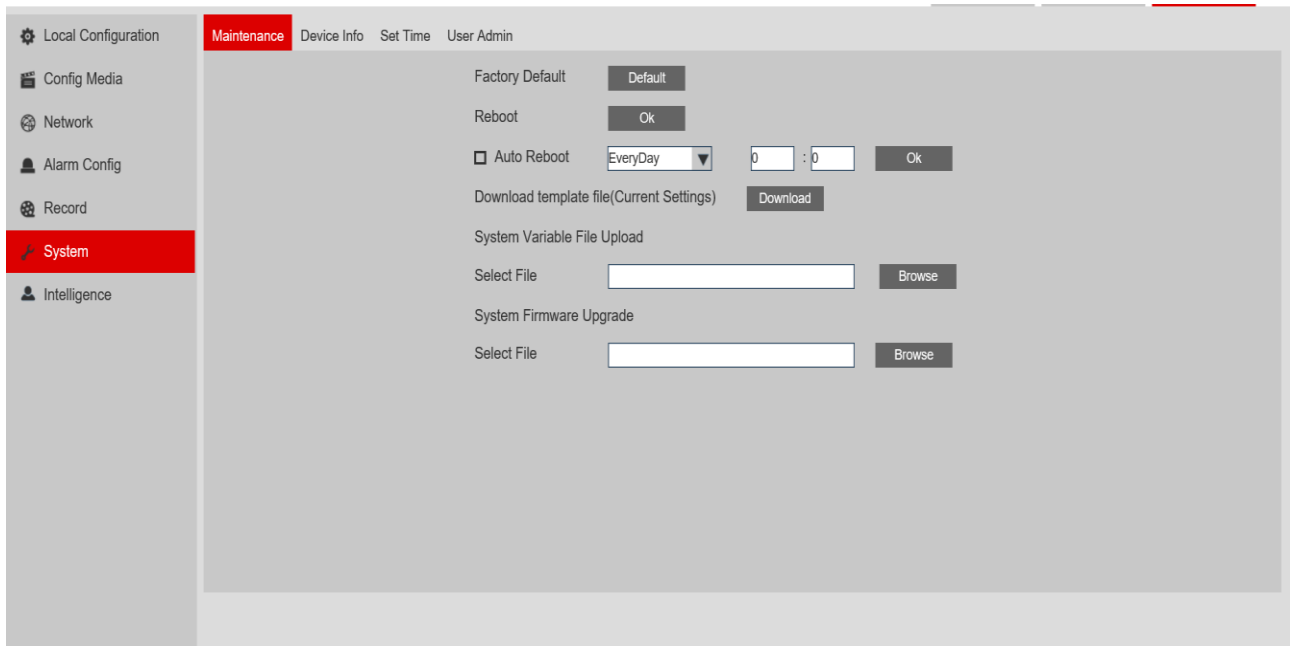 Local Configuration
Config Media
Network
Alarm Config
Record
System
Intelligence
Maintenance Device Info Set Time User Admin
Factory Default Default
Reboot Ok
Auto Reboot EveryDay 0 : 0 Ok
Download template file(Current Settings) Download
System Variable File Upload
Select File Browse
System Firmware Upgrade
Select File Browse